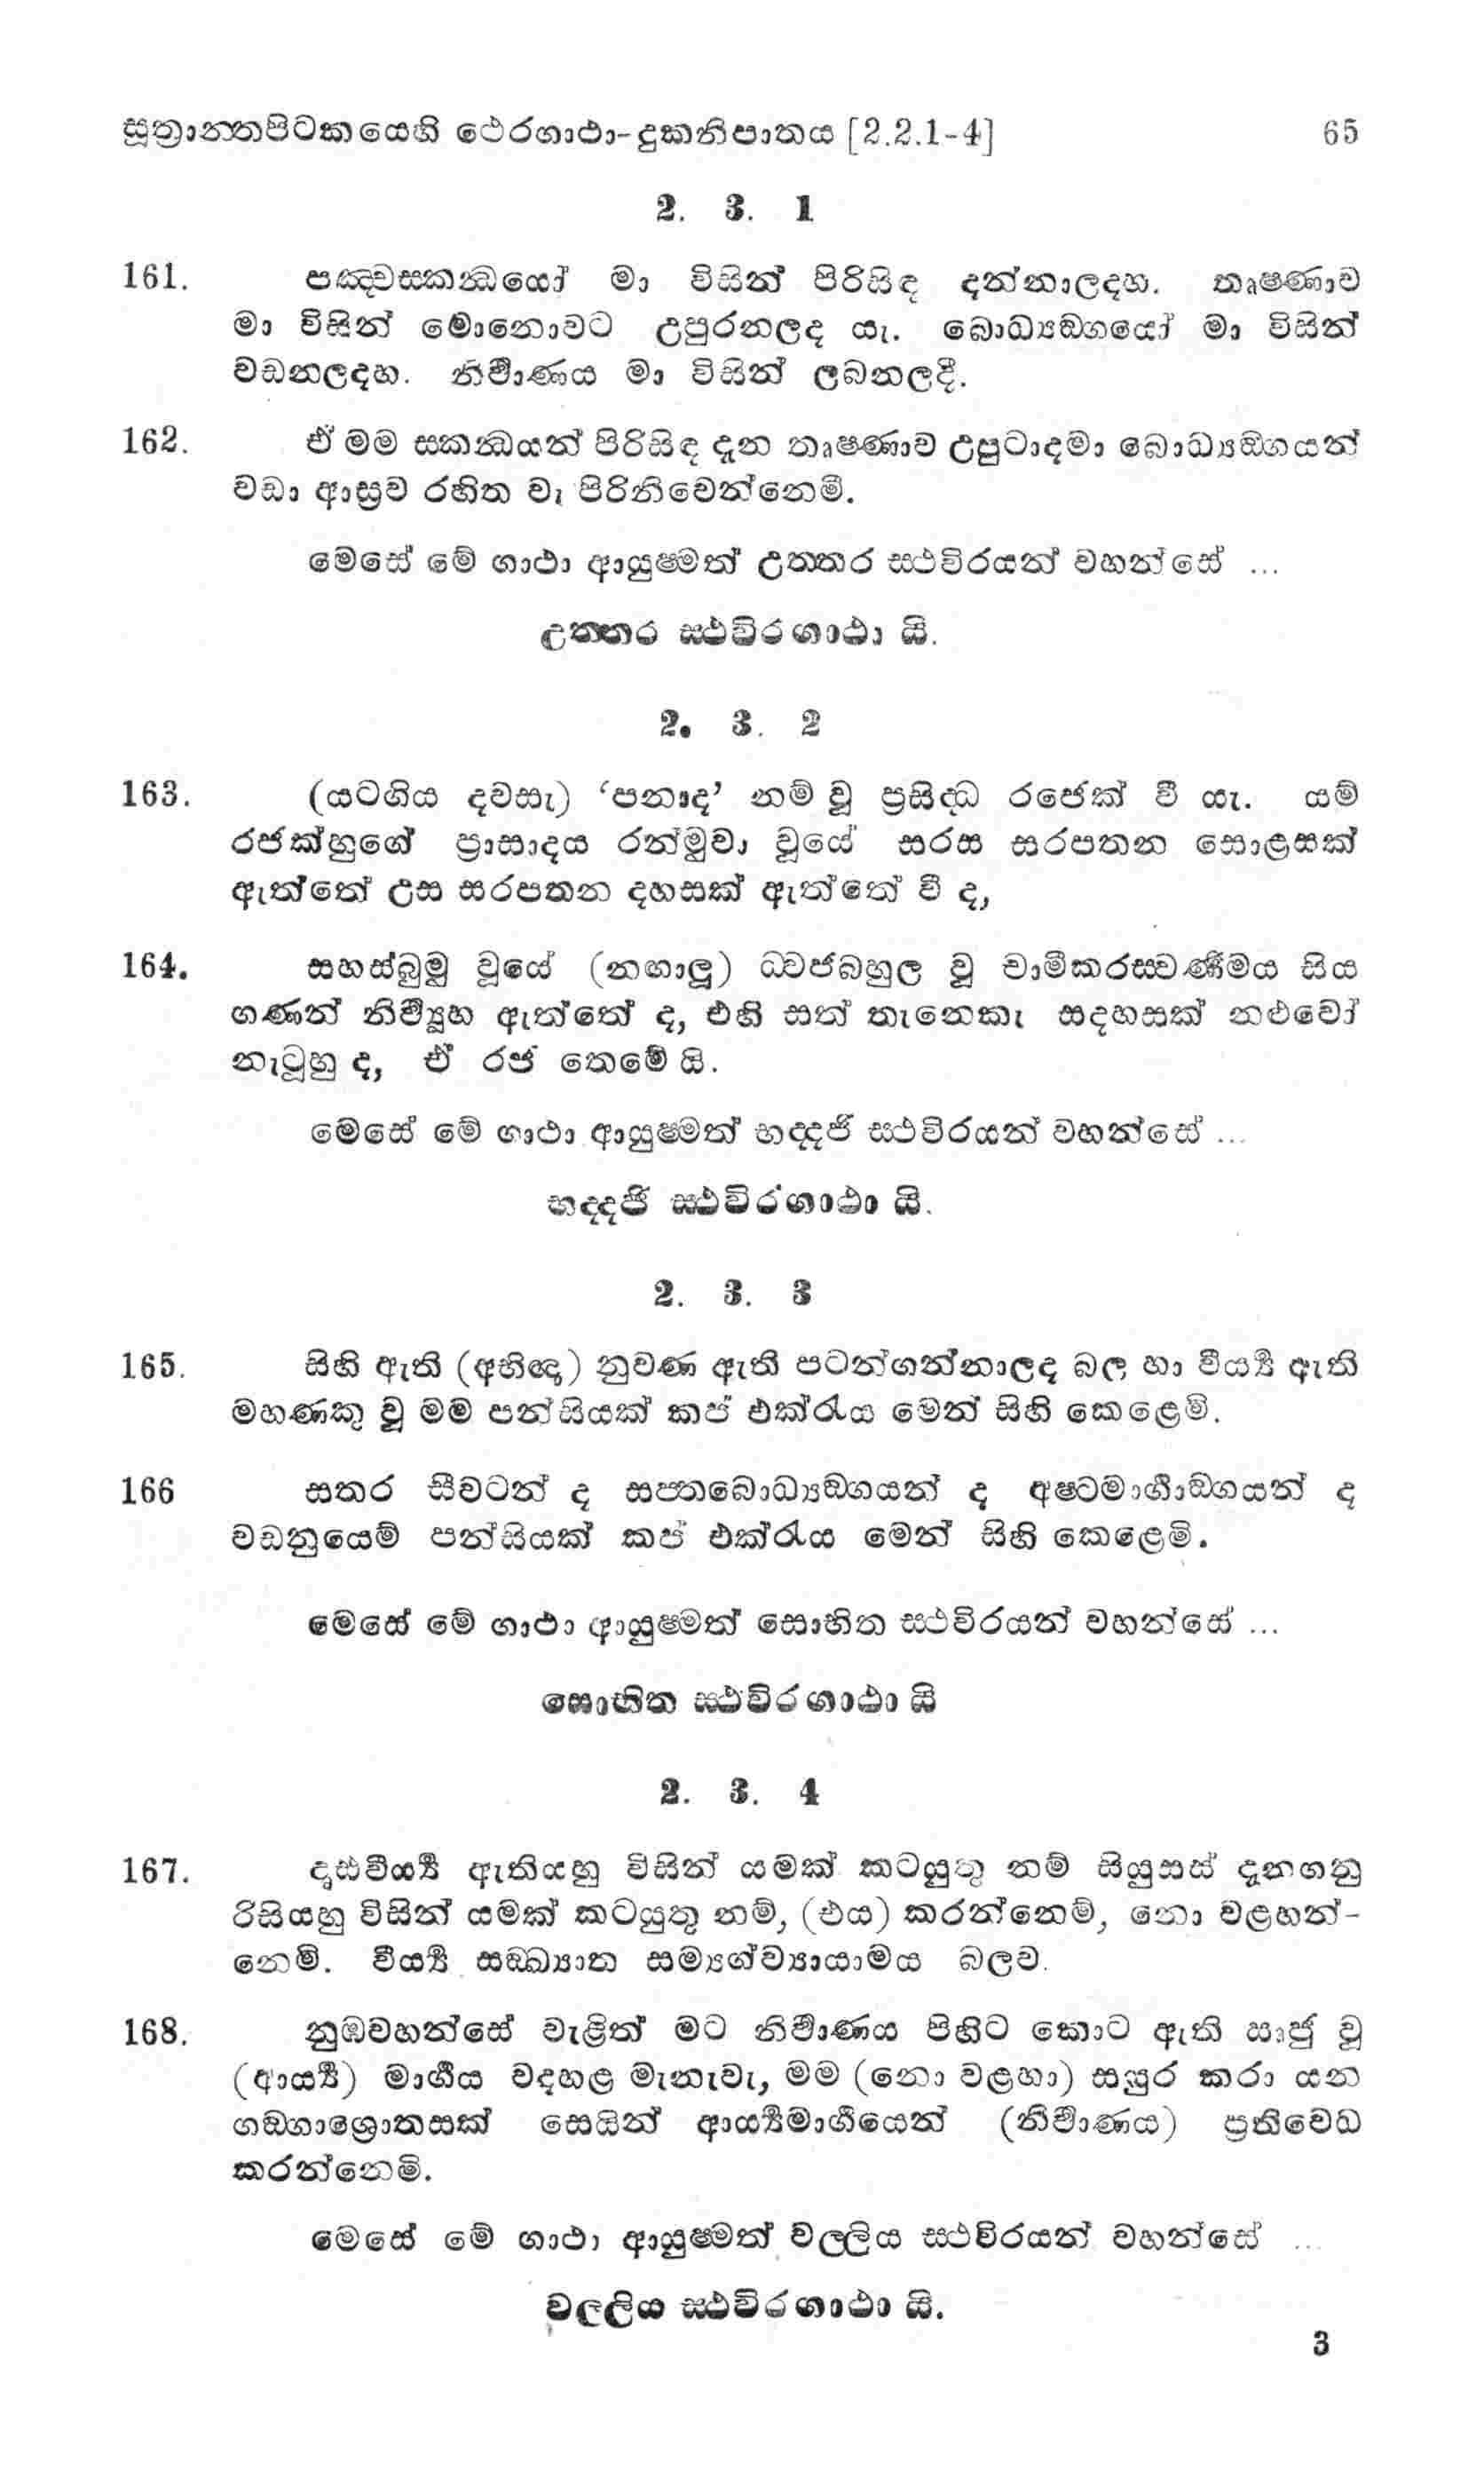 සූත්‍රාන්තපිටකයෙහි ථෙරගාථා-දුකනිපාතය [2.2.1-4] 65
2. 3. 1
161. පඤ්චස්කන්ධයෝ මා විසින් පිරිසිඳ දන්නාලදහ. තෘෂ්ණාව
මා විසින් මොනොවට උපුරනලද යැ. බොධ්‍යඞ්ගයෝ මා විසින්
වඩනලදහ. නිර්වාණය මා විසින් ලබනලදී.
162. ඒ මම ස්කන්ධයන් පිරිසිඳ දැන තෘෂ්ණාව උපුටාදමා බොධ්‍යඞ්ගයන්
වඩා ආස්‍රව රහිත වැ පිරිනිවෙන්නෙමි.
මෙසේ මේ ගාථා ආයුෂ්මත් උත්තර ස්ථවිරයන් වහන්සේ ...
උත්තර ස්ථවිරගාථා යි.
2. 3. 2
163. (යටගිය දවසැ) ‘පනාද’ නම් වූ ප්‍රසිද්ධ රජෙක් වී යැ. යම්
රජක්හුගේ ප්‍රාසාදය රන්මුවා වූයේ සරස සරපතන සොළසක්
ඇත්තේ උස සරපතන දහසක් ඇත්තේ වී ද,
164. සහස්බුමු වූයේ (නඟාලූ) ධ්වජබහුල වූ චාමීකරස්වර්ණමය සිය
ගණන් නිර්ව්‍යූහ ඇත්තේ ද, එහි සත් තැනෙකැ සදහසක් නළුවෝ
නැටූහු ද, ඒ රජ තෙමේ යි.
මෙසේ මේ ගාථා ආයුෂ්මත් භද්දජි ස්ථවිරයන් වහන්සේ ...
භද්දජි ස්ථවිරගාථා යි.
2. 3. 3
165. සිහි ඇති (අභිඥා) නුවණ ඇති පටන්ගන්නාලද බල හා වීර්ය්‍ය ඇති
මහණකු වූ මම පන්සියක් කප් එක්රැය මෙන් සිහි කෙළෙමි.
166 සතර සීවටන් ද සප්තබොධ්‍යඞ්ගයන් ද අෂ්ටමාර්ගාඞ්ගයන් ද
වඩනුයෙම් පන්සියක් කප් එක්රැය මෙන් සිහි කෙළෙමි.
මෙසේ මේ ගාථා ආයුෂ්මත් සොභිත ස්ථවිරයන් වහන්සේ ...
සොභිත ස්ථවිරගාථා යි
2. 3. 4
167. දෘඪවීර්ය්‍ය ඇතියහු විසින් යමක් කටයුතු නම් සියුසස් දැනගනු
රිසියහු විසින් යමක් කටයුතු නම්, (එය) කරන්නෙමි, නො වළහන්-
නෙමි. වීර්ය්‍ය සඞ්ඛ්‍යාත සම්‍යග්ව්‍යායාමය බලව.
168. නුඹවහන්සේ වැළිත් මට නිර්වාණය පිහිට කොට ඇති ඍජු වූ
(ආර්ය්‍ය) මාර්ගය වදහළ මැනැවැ, මම (නො වළහා) සයුර කරා යන
ගඞ්ගාශ්‍රොතසක් සෙයින් ආර්ය්‍යමාර්ගයෙන් (නිර්වාණය) ප්‍රතිවෙධ
කරන්නෙමි.
මෙසේ මේ ගාථා ආයුෂ්මත් වල්ලිය ස්ථවිරයන් වහන්සේ ...
වල්ලිය ස්ථවිරගාථා යි.
3